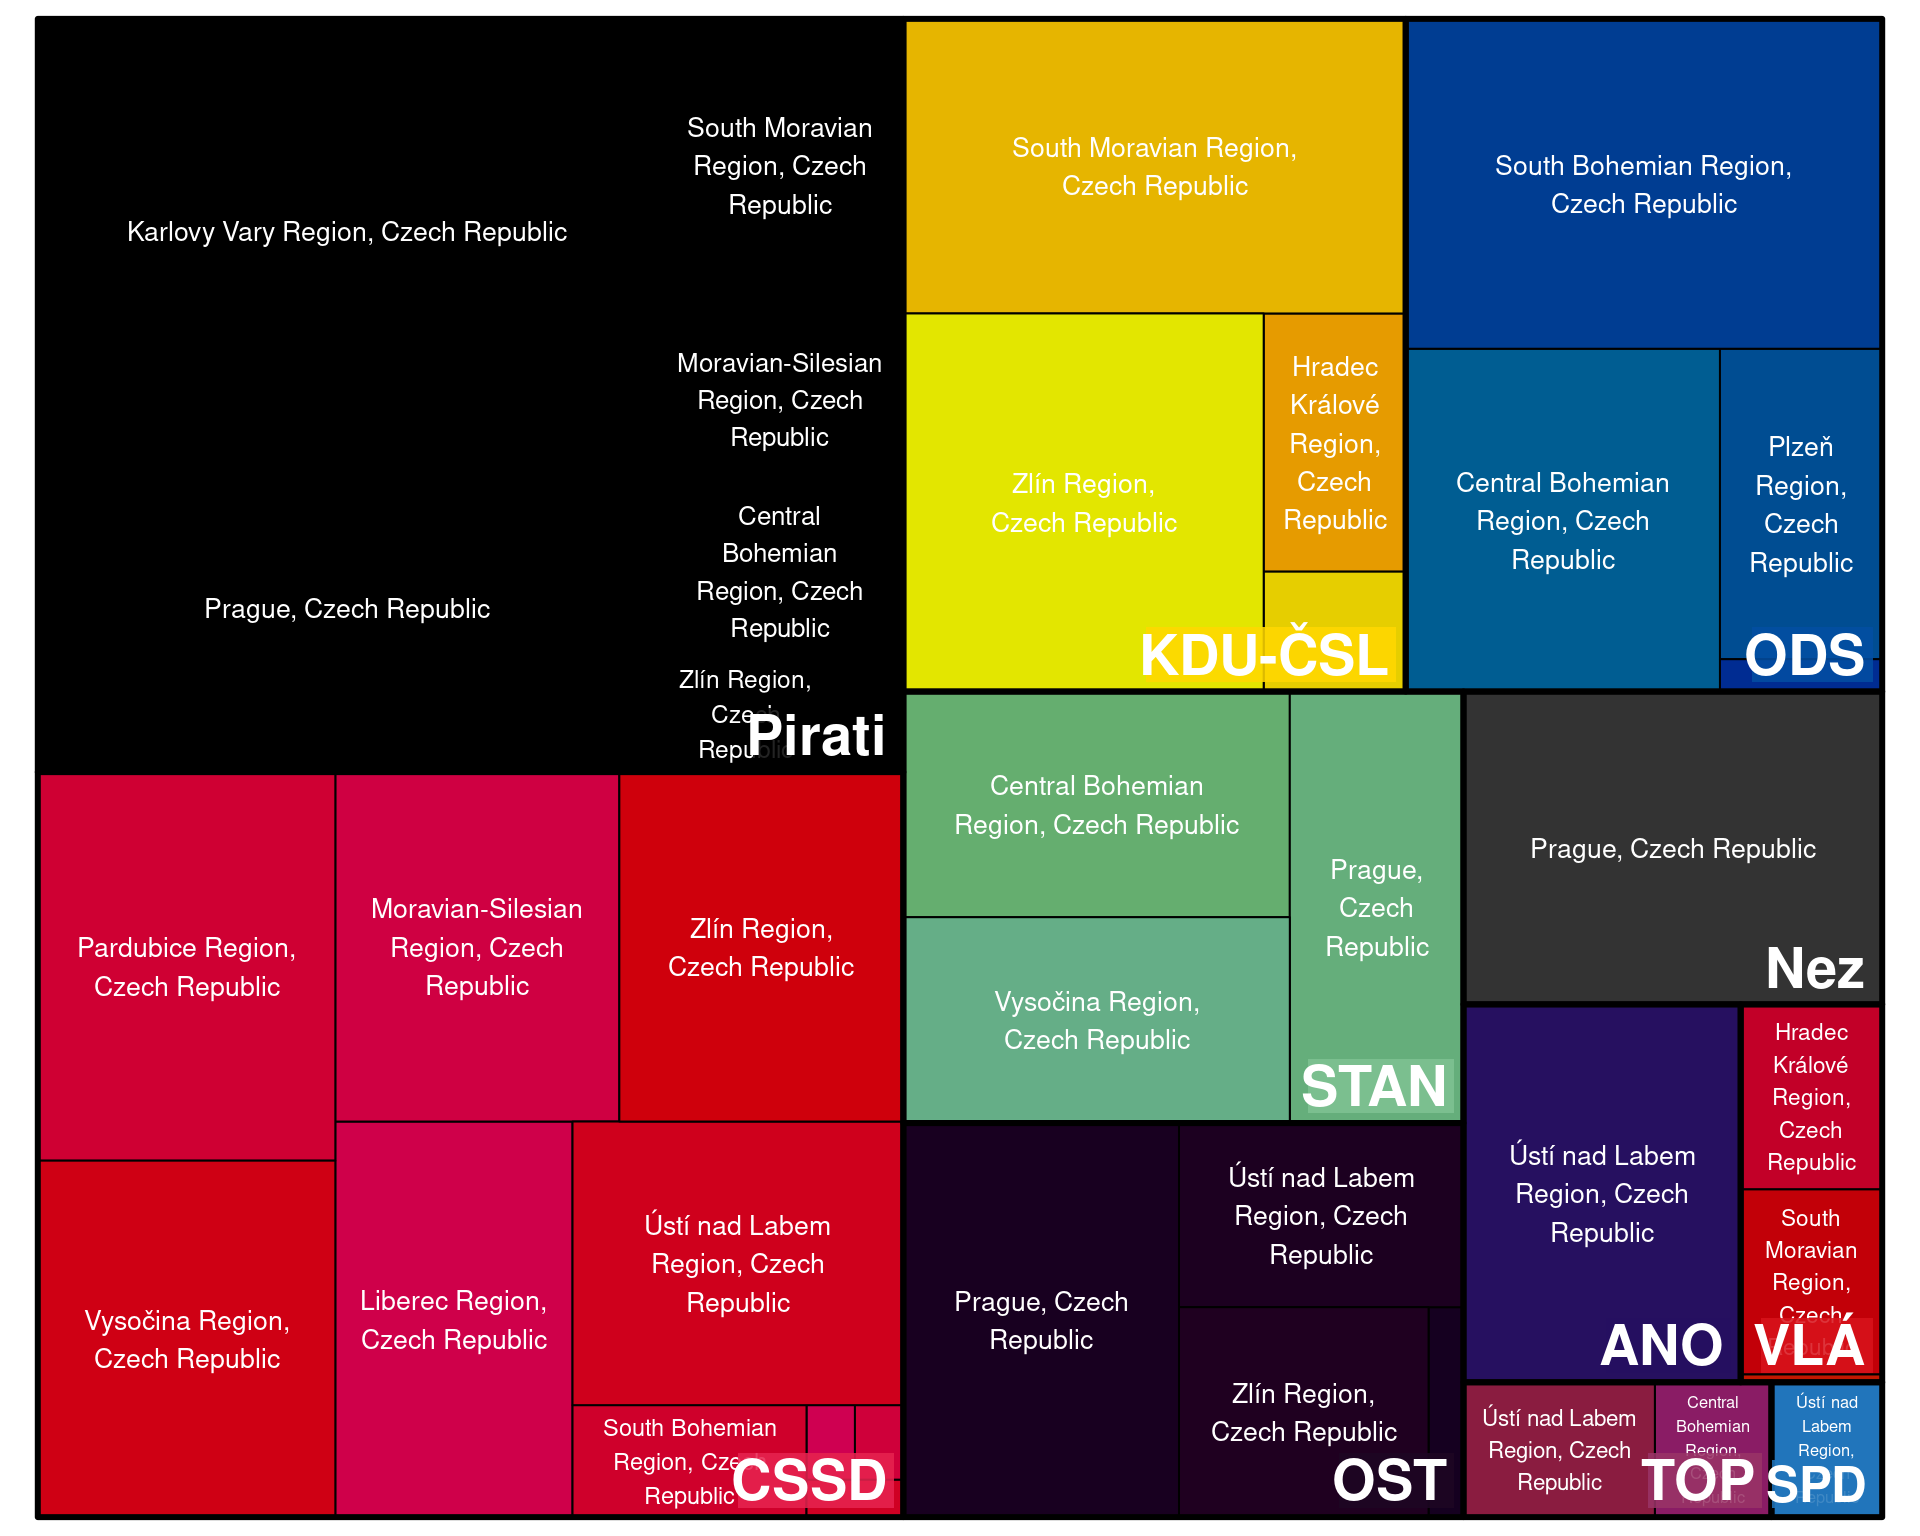 Karlovy Vary Region, Czech Republic
South Moravian
Region, Czech
Republic
Moravian-Silesian
Region, Czech
Republic
Prague, Czech Republic
Central
Bohemian
Region, Czech
Republic
Zlín Region,
Czech
Republic
Pirati
South Moravian Region,
Czech Republic
Zlín Region,
Czech Republic
Hradec
Králové
Region,
Czech
Republic
KDU-ČSL
South Bohemian Region,
Czech Republic
Central Bohemian
Region, Czech
Republic
Plzeň
Region,
Czech
Republic
ODS
Pardubice Region,
Czech Republic
Moravian-Silesian
Region, Czech
Republic
Zlín Region,
Czech Republic
Vysočina Region,
Czech Republic
Liberec Region,
Czech Republic
Ústí nad Labem
Region, Czech
Republic
South Bohemian
Region, Czech
Republic
CSSD
Central Bohemian
Region, Czech Republic
Vysočina Region,
Czech Republic
Prague,
Czech
Republic
STAN
Prague, Czech Republic
Nez
Prague, Czech
Republic
Ústí nad Labem
Region, Czech
Republic
Zlín Region,
Czech Republic
OST
Ústí nad Labem
Region, Czech
Republic
ANO
Hradec
Králové
Region,
Czech
Republic
South
Moravian
Region,
Czech
Republic
VLÁ
Ústí nad Labem
Region, Czech
Republic
Central
Bohemian
Region,
TOP
Ústí nad
Labem
Region,
SPD